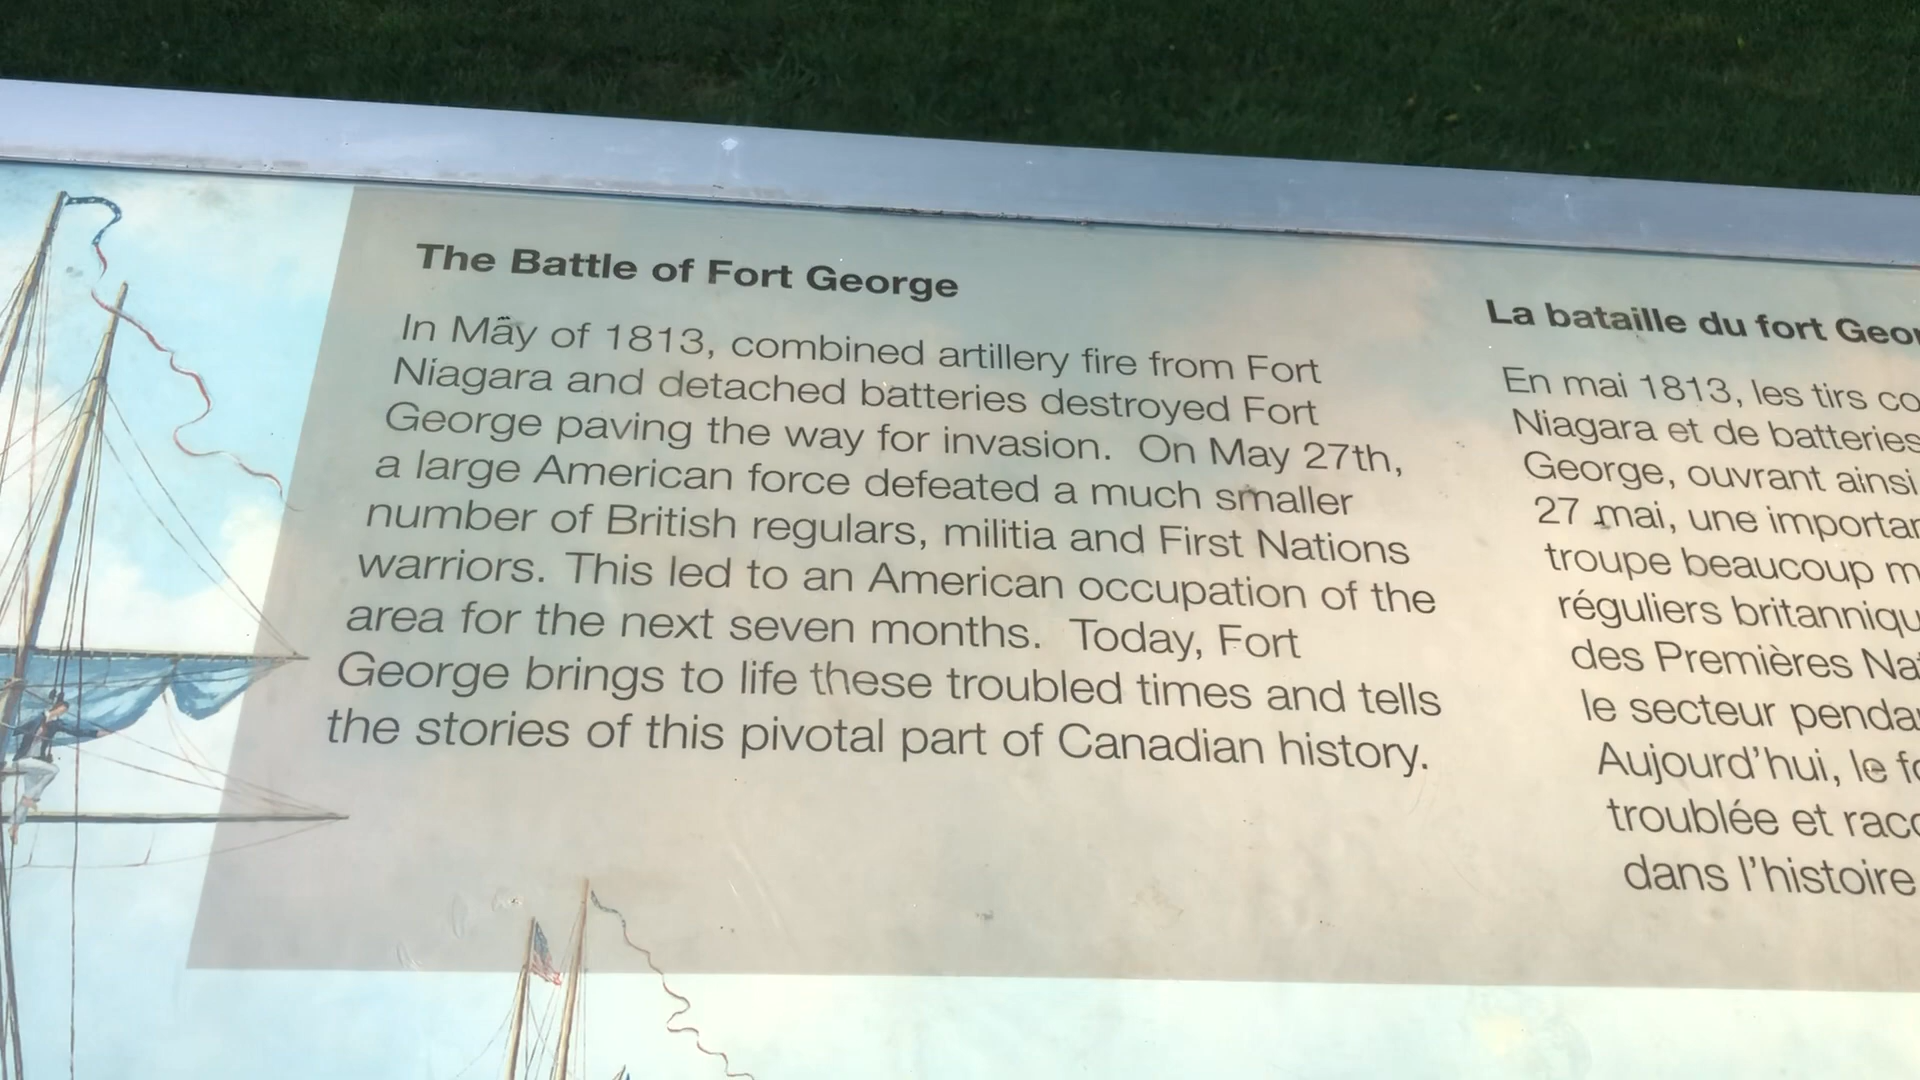 The Battle of Fort George
In May of 1813, combined artillery fire from Fort
Niagara and detached batteries destroyed Fort
George paving the way for invasion. On May 27th,
a large American force defeated a much smaller
number of British regulars, militia and First Nations
warriors. This led to an American occupation of the
area for the next seven months. Today, Fort
George brings to life these troubled times and tells
the stories of this pivotal part of Canadian history.
La bataille du fort
En mai 1813, les tirs
Niagara et de batteries
George, ouvrant ainsi
27 mai, une
troupe beaucoup
réguliers
des Premières
le secteur
Aujourd'hui, le
troublée et
dans l'histoire